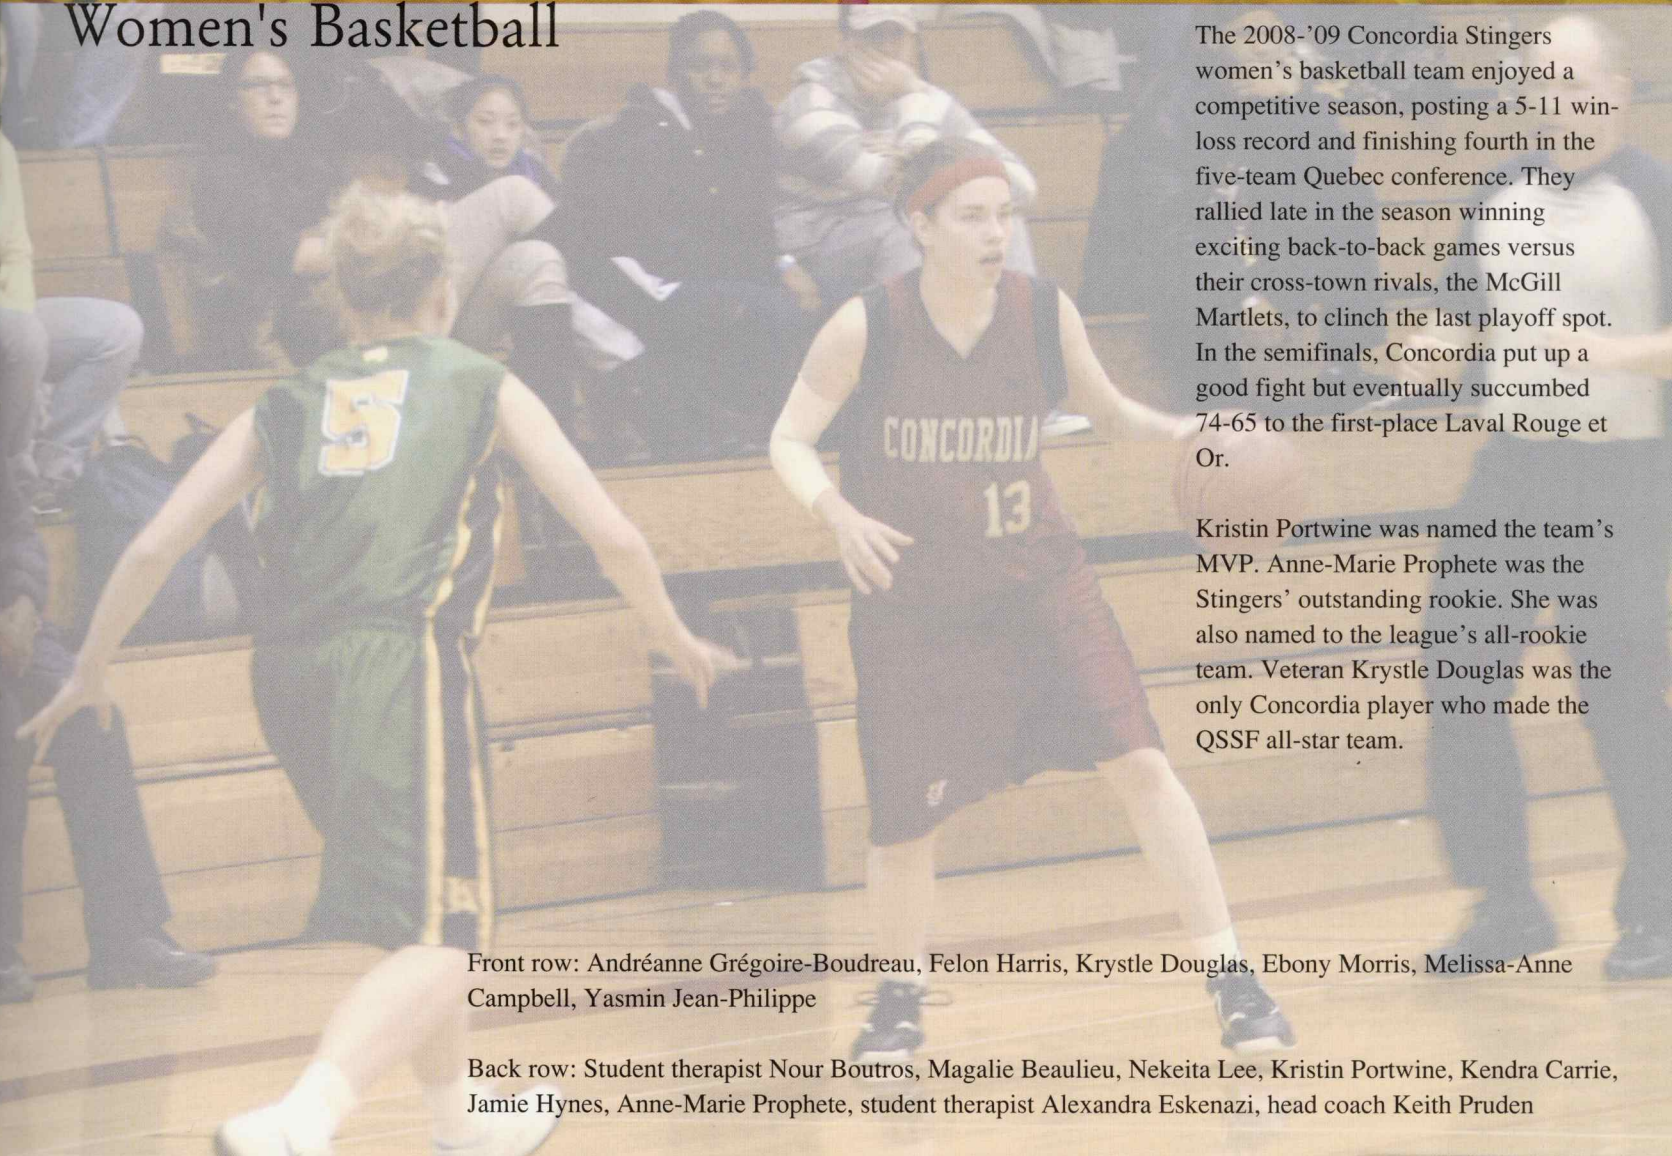 Women's Basketball
The 2008-'09 Concordia Stingers
women's basketball team enjoyed a
competitive season, posting a 5-11 win-
loss record and finishing fourth in the
five-team Quebec conference. They
rallied late in the season winning
exciting back-to-back games versus
their cross-town rivals, the McGill
Martlets, to clinch the last playoff spot.
In the semifinals, Concordia put up a
good fight but eventually succumbed
74-65 to the first-place Laval Rouge et
Or.
Kristin Portwine was named the team's
MVP. Anne-Marie Prophete was the
Stingers' outstanding rookie. She was
also named to the league's all-rookie
team. Veteran Krystle Douglas was the
only Concordia player who made the
QSSF all-star team.
5
CONCORDIA
13
Front row: Andréanne Grégoire-Boudreau, Felon Harris, Krystle Douglas, Ebony Morris, Melissa-Anne
Campbell, Yasmin Jean-Philippe
Back row: Student therapist Nour Boutros, Magalie Beaulieu, Nekeita Lee, Kristin Portwine, Kendra Carrie,
Jamie Hynes, Anne-Marie Prophete, student therapist Alexandra Eskenazi, head coach Keith Pruden